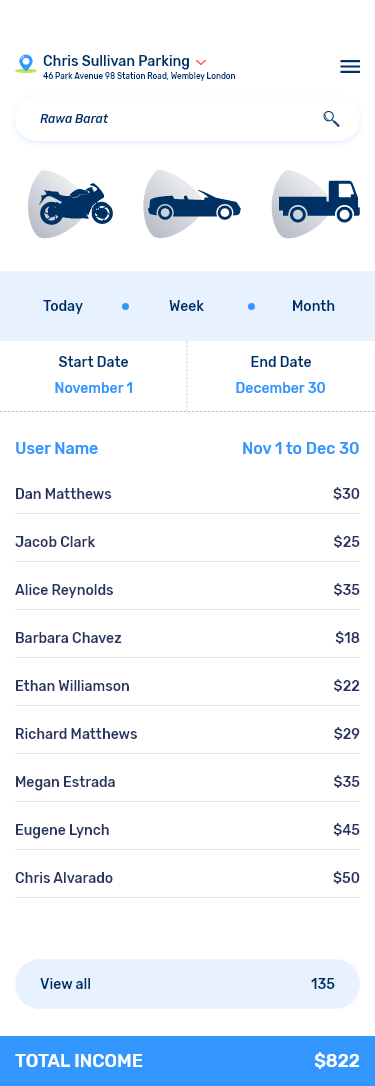 Chris Sullivan Parking
46 Park Avenue 98 Station Road, Wembley London
Rawa Barat
Today Week Month
Start Date End Date
November 1 December 30
User Name Nov 1 to Dec 30
Dan Matthews $30
Jacob Clark $25
Alice Reynolds $35
Barbara Chavez $18
Ethan Williamson $22
Richard Matthews $29
Megan Estrada $35
Eugene Lynch $45
Chris Alvarado $50
View all 135
TOTAL INCOME $822